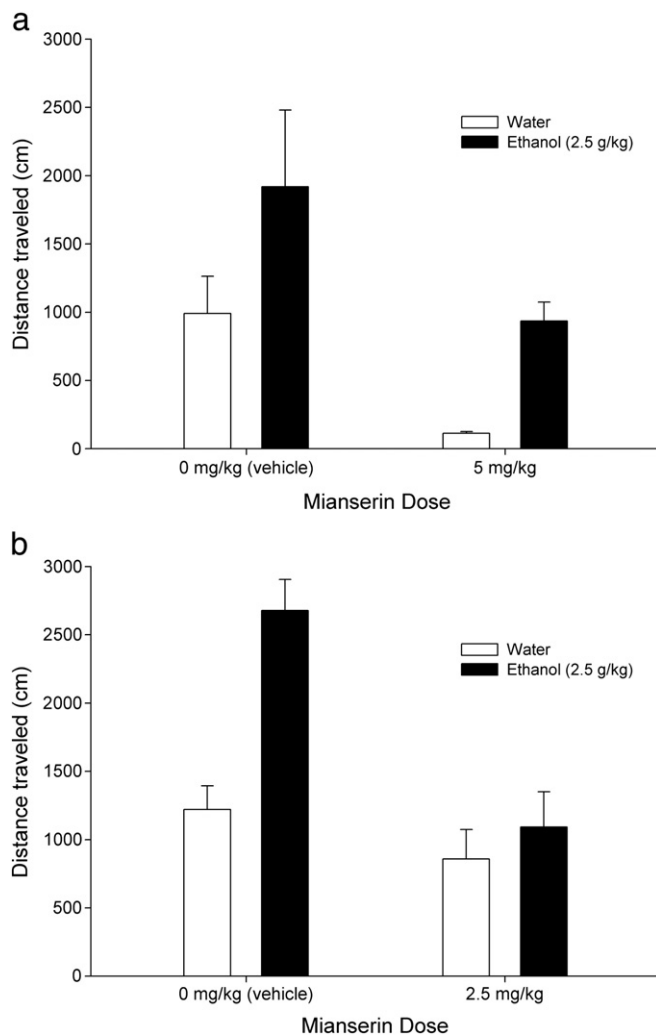 a
3000
2500
2000
1500
1000
500
0
Distance traveled (cm)
Water
Ethanol (2.5 g/kg)
0 mg/kg (vehicle) 5 mg/kg
Mianserin Dose
b
3000
2500
2000
1500
1000
500
0
Distance traveled (cm)
Water
Ethanol (2.5 g/kg)
0 mg/kg (vehicle) 2.5 mg/kg
Mianserin Dose